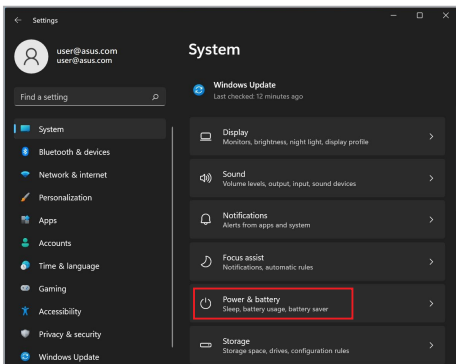 Settings
user@asus.com
user@asus.com
Find a setting
System
Bluetooth & devices
Network & internet
Personalization
Apps
Accounts
Time & language
Gaming
Accessibility
Privacy & security
Windows Update
System
Windows Update
Last checked: 12 minutes ago
Display
Monitors, brightness, night light, display profile
Sound
Volume levels, output, input, sound devices
Notifications
Alerts from apps and system
Focus assist
Notifications, automatic rules
Power & battery
Sleep, battery usage, battery saver
Storage
Storage space, drives, configuration rules